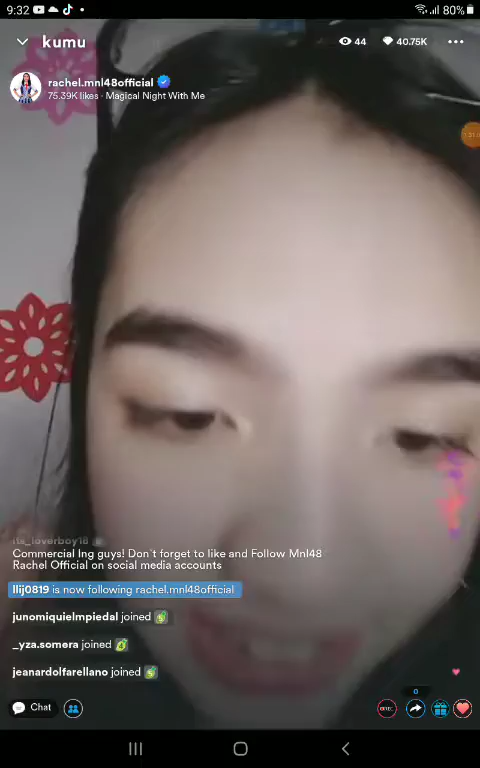 9:32
80%
kumu
44
40.75K
rachel.mnl48official
75.39K likes · Magical Night With Me
its_loverboy18
Commercial lng guys! Don't forget to like and Follow Mnl48
Rachel Official on social media accounts
llij0819 is now following rachel.mnl48official
junomiquielmpiedal joined
_yza.somera joined
jeanardolfarellano joined
0
Chat